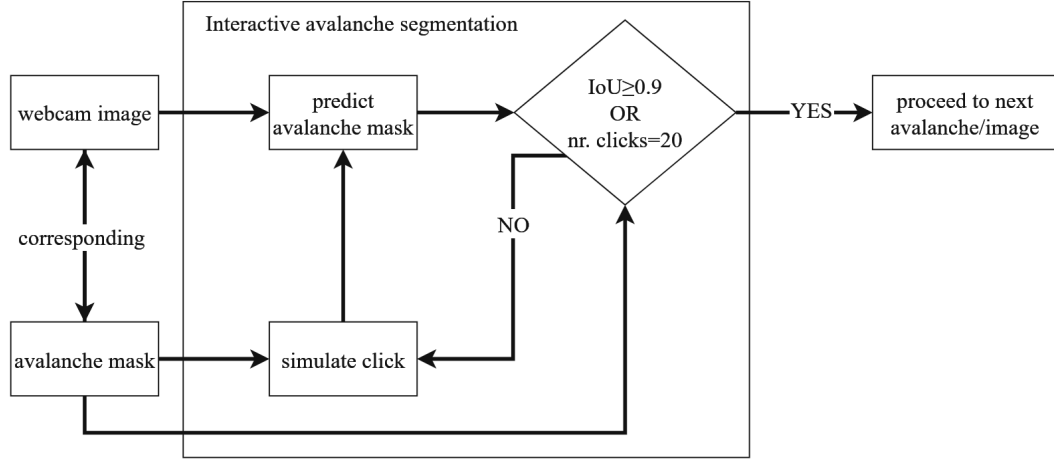 Interactive avalanche segmentation
webcam image
predict
avalanche mask
IoU≥0.9
OR
nr. clicks=20
YES
proceed to next
avalanche/image
corresponding
NO
avalanche mask
simulate click